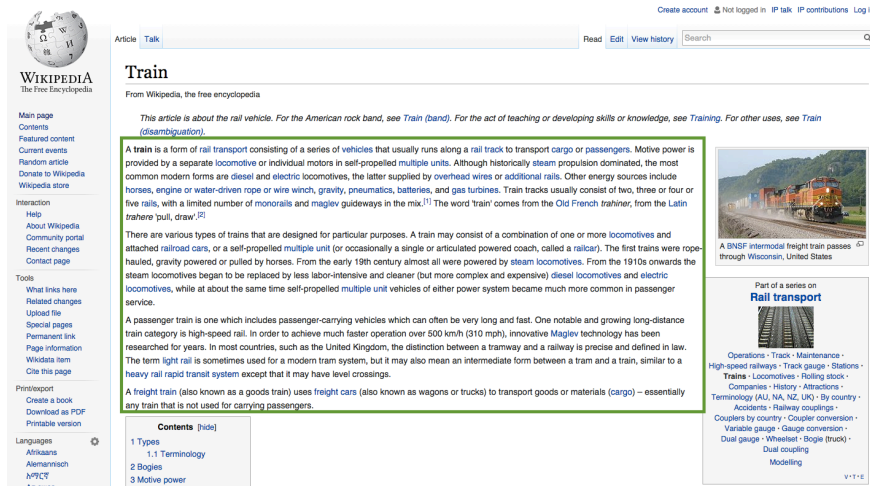 Create account Not logged in IP talk IP contributions Log i
Article Talk
Read Edit View history Search
WIKIPEDIA
The Free Encyclopedia
Main page
Contents
Featured content
Current events
Random article
Donate to Wikipedia
Wikipedia store
Interaction
Help
About Wikipedia
Community portal
Recent changes
Contact page
Tools
What links here
Related changes
Upload file
Special pages
Permanent link
Page information
Wikidata item
Cite this page
Print/export
Create a book
Download as PDF
Printable version
Languages
Afrikaans
Alemannisch
አማርኛ
Train
From Wikipedia, the free encyclopedia
This article is about the rail vehicle. For the American rock band, see Train (band). For the act of teaching or developing skills or knowledge, see Training. For other uses, see Train
(disambiguation).
A train is a form of rail transport consisting of a series of vehicles that usually runs along a rail track to transport cargo or passengers. Motive power is
provided by a separate locomotive or individual motors in self-propelled multiple units. Although historically steam propulsion dominated, the most
common modern forms are diesel and electric locomotives, the latter supplied by overhead wires or additional rails. Other energy sources include
horses, engine or water-driven rope or wire winch, gravity, pneumatics, batteries, and gas turbines. Train tracks usually consist of two, three or four or
five rails, with a limited number of monorails and maglev guideways in the mix.[1] The word 'train' comes from the Old French trahiner, from the Latin
trahere 'pull, draw'.[2]
There are various types of trains that are designed for particular purposes. A train may consist of a combination of one or more locomotives and
attached railroad cars, or a self-propelled multiple unit (or occasionally a single or articulated powered coach, called a railcar). The first trains were rope-
hauled, gravity powered or pulled by horses. From the early 19th century almost all were powered by steam locomotives. From the 1910s onwards the
steam locomotives began to be replaced by less labor-intensive and cleaner (but more complex and expensive) diesel locomotives and electric
locomotives, while at about the same time self-propelled multiple unit vehicles of either power system became much more common in passenger
service.
A passenger train is one which includes passenger-carrying vehicles which can often be very long and fast. One notable and growing long-distance
train category is high-speed rail. In order to achieve much faster operation over 500 km/h (310 mph), innovative Maglev technology has been
researched for years. In most countries, such as the United Kingdom, the distinction between a tramway and a railway is precise and defined in law.
The term light rail is sometimes used for a modern tram system, but it may also mean an intermediate form between a tram and a train, similar to a
heavy rail rapid transit system except that it may have level crossings.
A freight train (also known as a goods train) uses freight cars (also known as wagons or trucks) to transport goods or materials (cargo) – essentially
any train that is not used for carrying passengers.
Contents [hide]
1 Types
1.1 Terminology
2 Bogies
3 Motive power
A BNSF intermodal freight train passes
through Wisconsin, United States
Part of a series on
Rail transport
Operations · Track · Maintenance ·
High-speed railways · Track gauge · Stations ·
Trains · Locomotives · Rolling stock ·
Companies · History · Attractions ·
Terminology (AU, NA, NZ, UK) · By country ·
Accidents · Railway couplings ·
Couplers by country · Coupler conversion ·
Variable gauge · Gauge conversion ·
Dual gauge · Wheelset · Bogie (truck) ·
Dual coupling
Modelling
V·T·E